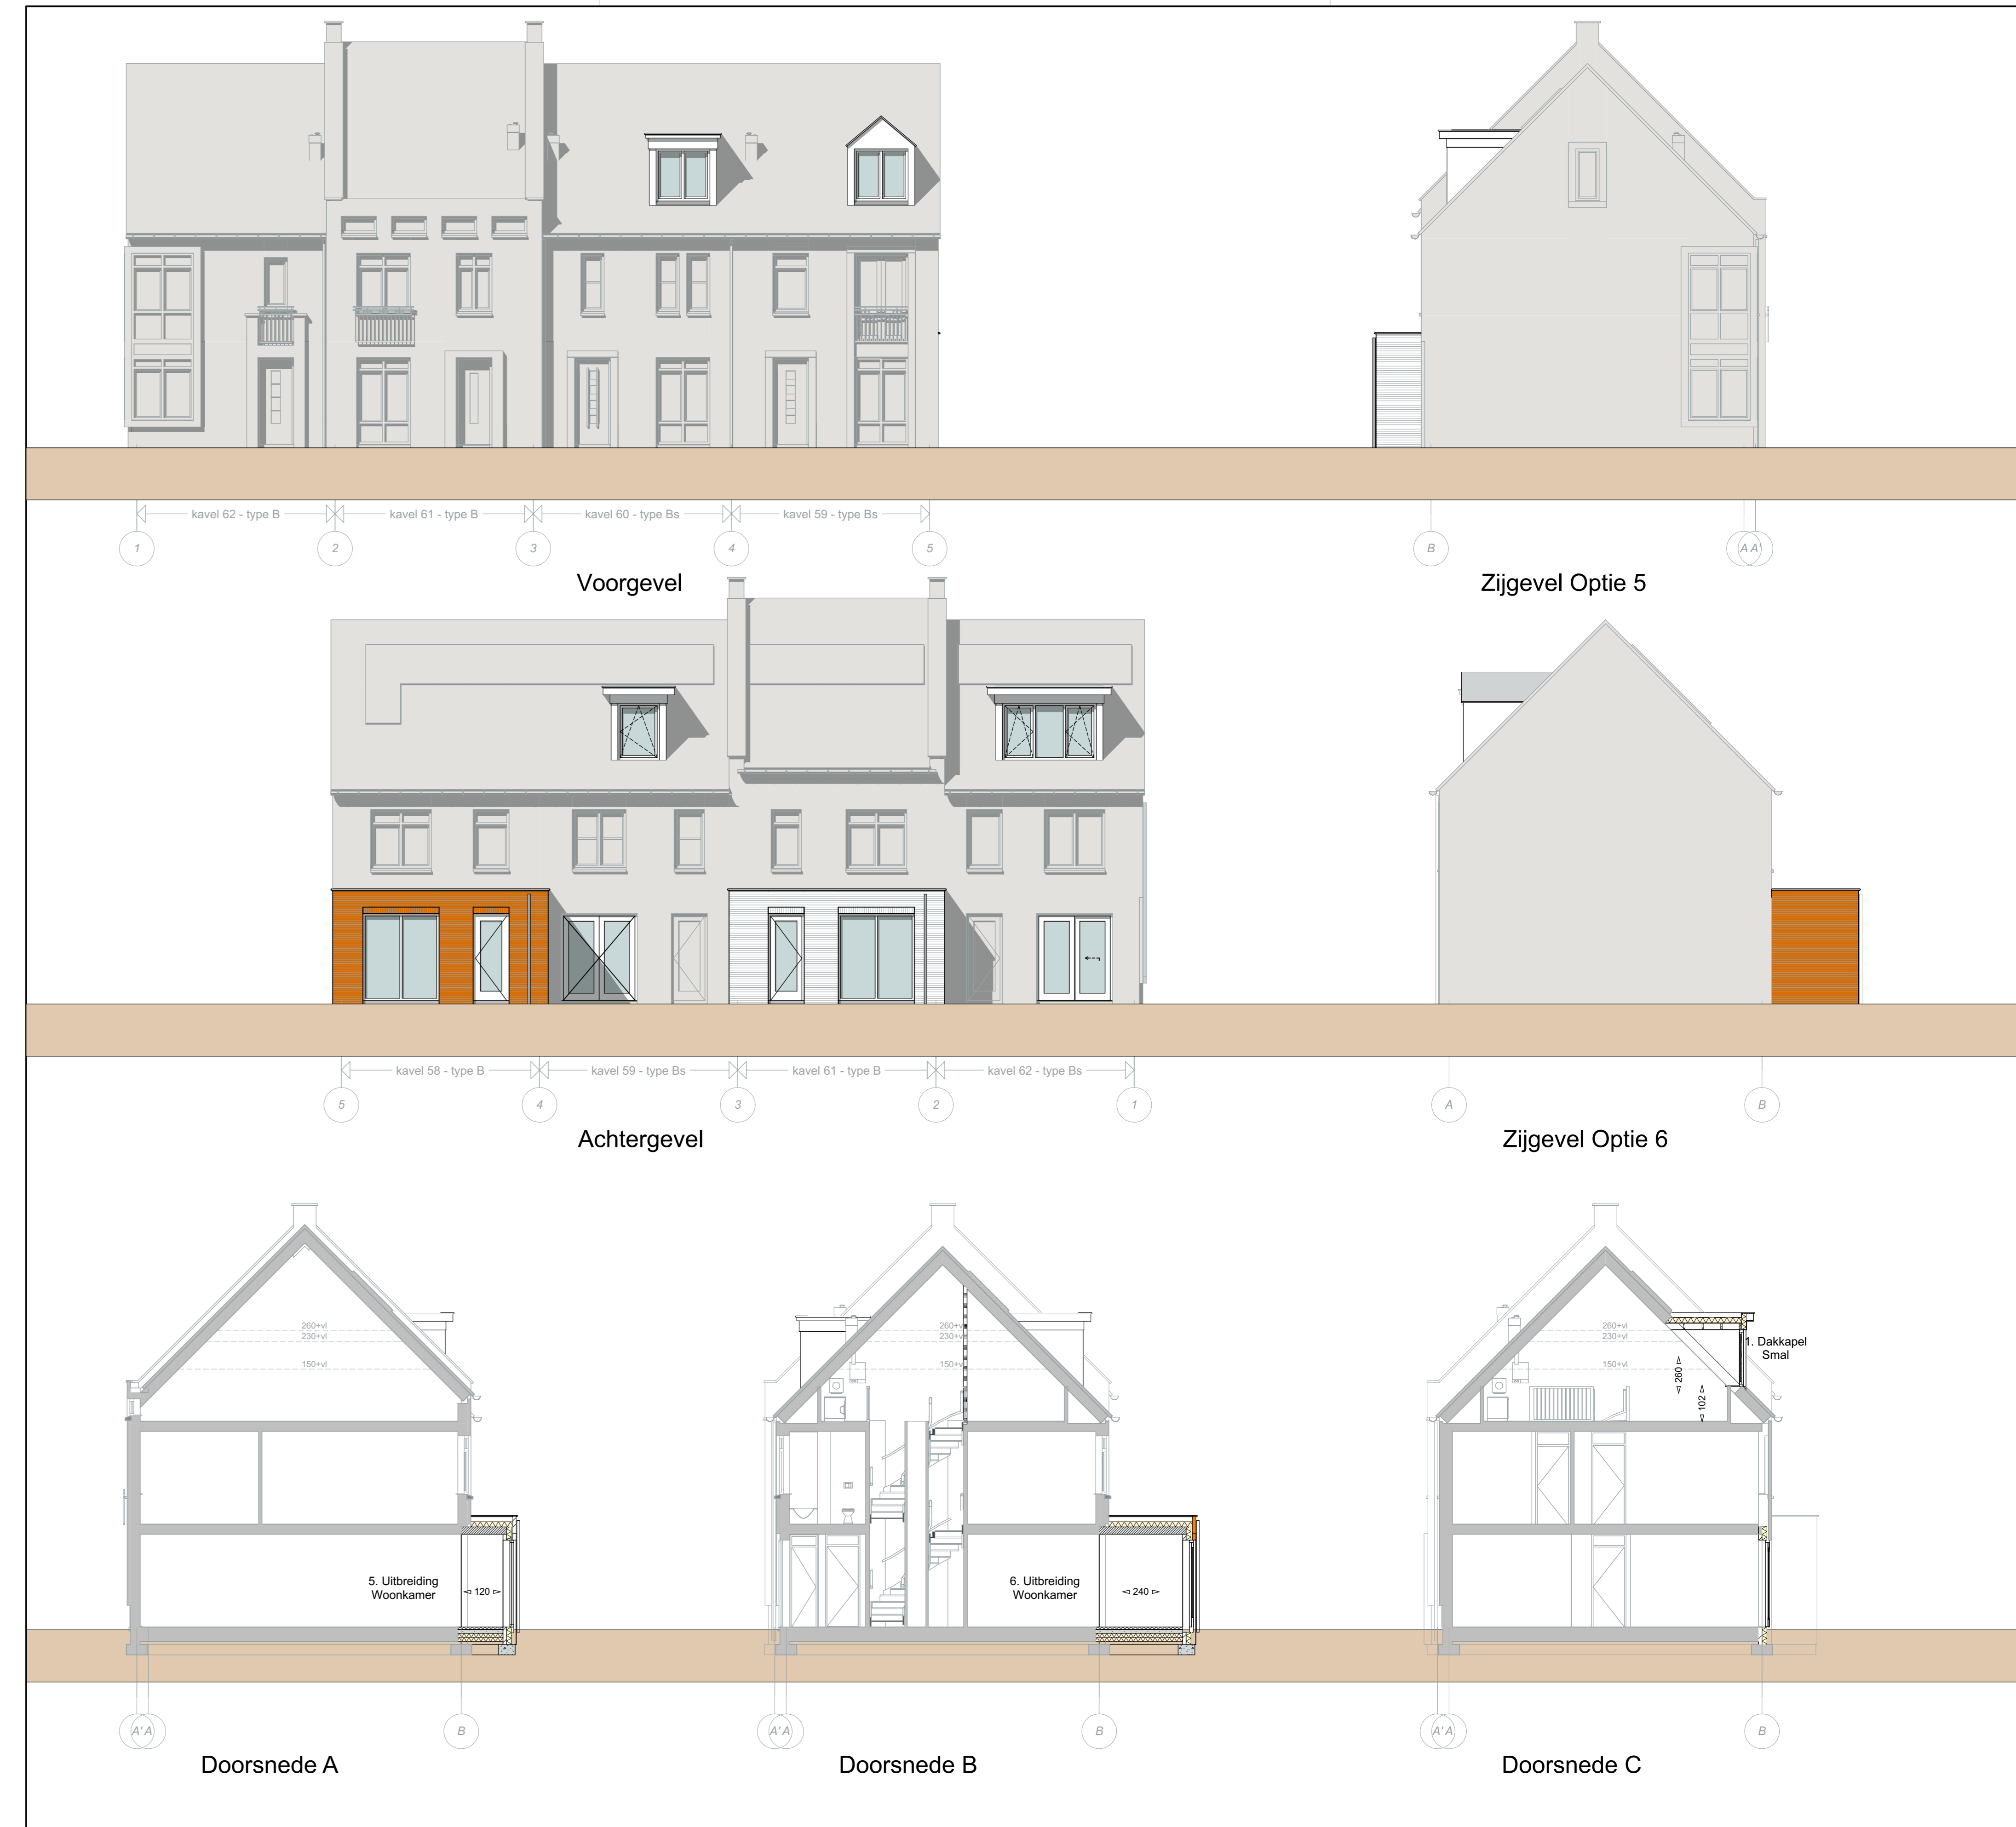 kavel 62 - type B
kavel 61 - type B
kavel 60 - type Bs
kavel 59 - type Bs
1
2
3
4
5
B
A A'
Voorgevel
Zijgevel Optie 5
kavel 58 - type B
kavel 59 - type Bs
kavel 61 - type B
kavel 62 - type Bs
5
4
3
2
1
A
B
Achtergevel
Zijgevel Optie 6
260+vl
230+vl
150+vl
5. Uitbreiding
Woonkamer
120
260+vl
230+vl
150+vl
6. Uitbreiding
Woonkamer
240
260+vl
230+vl
150+vl
1. Dakkapel
Smal
260
102
A' A
B
A' A
B
A' A
B
Doorsnede A
Doorsnede B
Doorsnede C